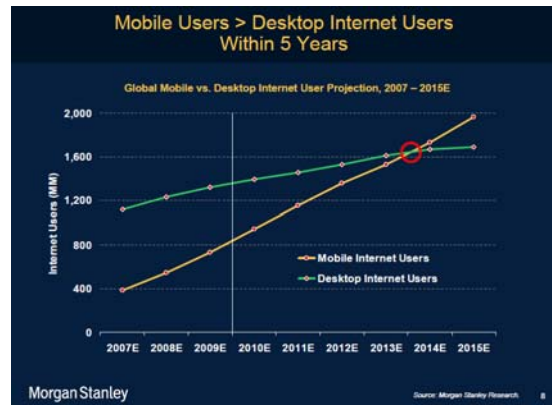 Mobile Users > Desktop Internet Users
Within 5 Years
Global Mobile vs. Desktop Internet User Projection, 2007 – 2015E
2,000
1,600
1,200
800
400
0
Internet Users (MM)
Mobile Internet Users
Desktop Internet Users
2007E 2008E 2009E 2010E 2011E 2012E 2013E 2014E 2015E
Morgan Stanley
Source: Morgan Stanley Research.
8